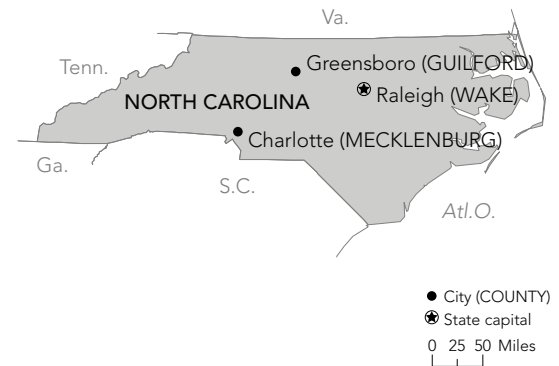 Va.
Greensboro (GUILFORD)
Tenn.
Raleigh (WAKE)
NORTH CAROLINA
Charlotte (MECKLENBURG)
Ga.
S.C.
Atl.O.
City (COUNTY)
State capital
0 25 50 Miles